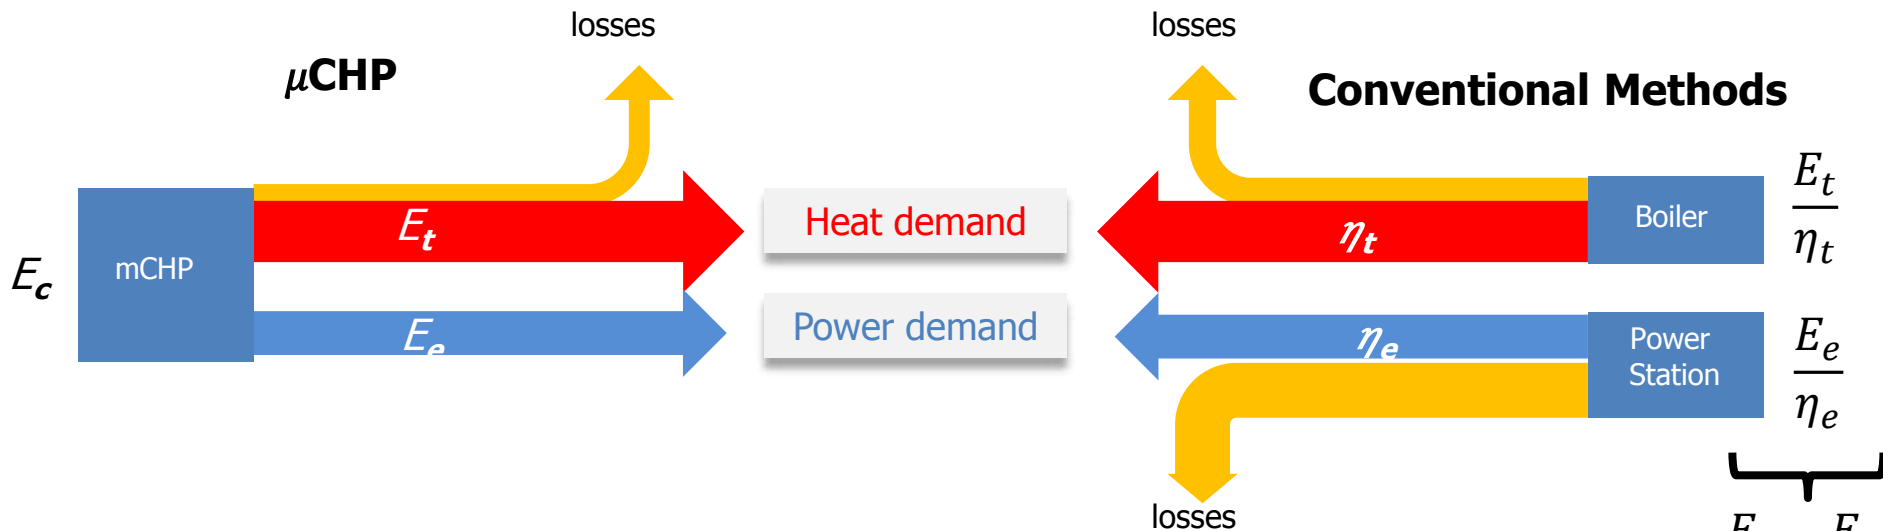 losses
losses
μCHP
Conventional Methods
E_t
η_t
E_t
Heat demand
η_t
Boiler
mCHP
E_c
E_e
Power demand
η_e
Power
Station
E_e
η_e
losses
E E